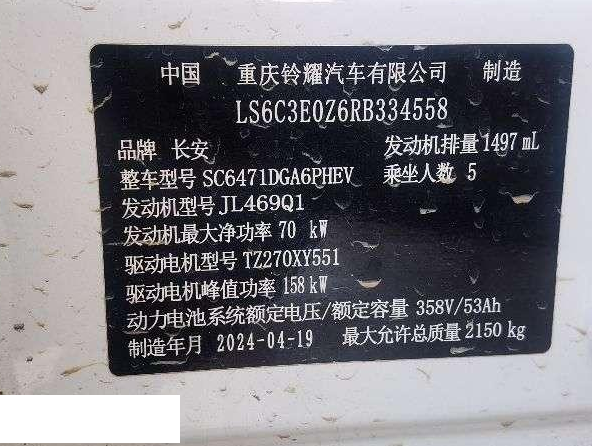 中国 重庆铃耀汽车有限公司 制造
LS6C3E0Z6RB334558
品牌 长安 发动机排量 1497 mL
整车型号 SC6471DGA6PHEV 乘坐人数 5
发动机型号 JL469Q1
发动机最大净功率 70 kW
驱动电机型号 TZ270XY551
驱动电机峰值功率 158 kW
动力电池系统额定电压/额定容量 358V/53Ah
制造年月 2024-04-19 最大允许总质量 2150 kg